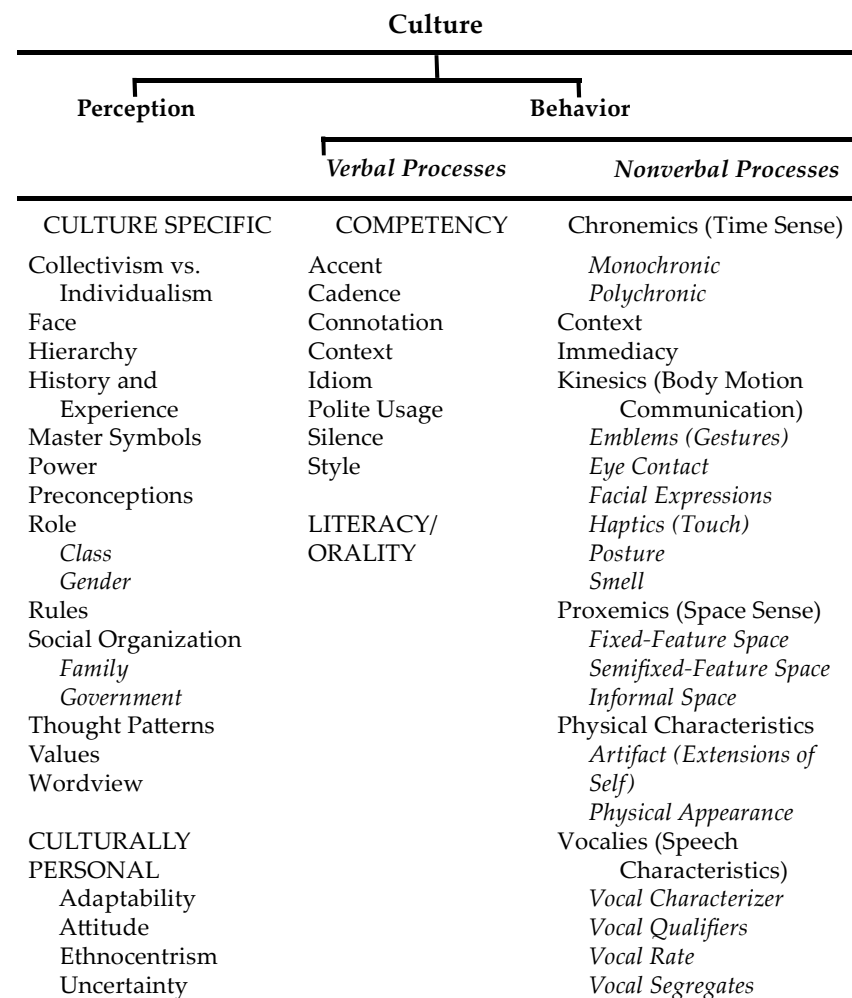 Culture
Perception
Behavior
Verbal Processes
Nonverbal Processes
CULTURE SPECIFIC
Collectivism vs.
Individualism
Face
Hierarchy
History and
Experience
Master Symbols
Power
Preconceptions
Role
Class
Gender
Rules
Social Organization
Family
Government
Thought Patterns
Values
Wordview
CULTURALLY
PERSONAL
Adaptability
Attitude
Ethnocentrism
Uncertainty
COMPETENCY
Accent
Cadence
Connotation
Context
Idiom
Polite Usage
Silence
Style
LITERACY/
ORALITY
Chronemics (Time Sense)
Monochronic
Polychronic
Context
Immediacy
Kinesics (Body Motion
Communication)
Emblems (Gestures)
Eye Contact
Facial Expressions
Haptics (Touch)
Posture
Smell
Proxemics (Space Sense)
Fixed-Feature Space
Semifixed-Feature Space
Informal Space
Physical Characteristics
Artifact (Extensions of
Self)
Physical Appearance
Vocalies (Speech
Characteristics)
Vocal Characterizer
Vocal Qualifiers
Vocal Rate
Vocal Segregates